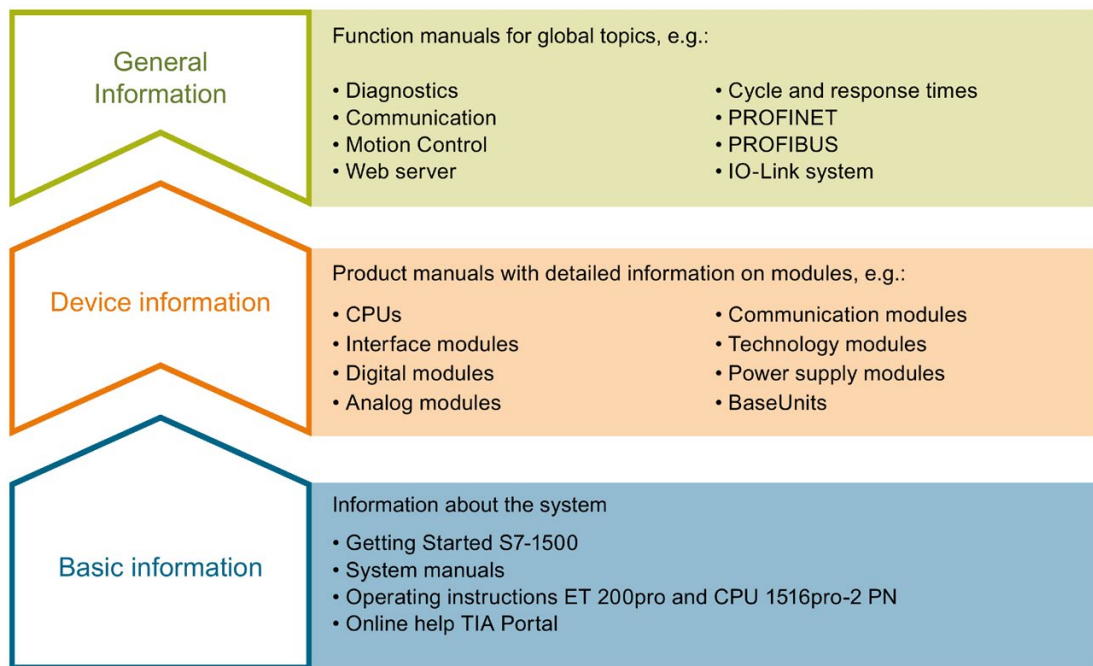 General
Information
Function manuals for global topics, e.g.:
• Diagnostics
• Communication
• Motion Control
• Web server
• Cycle and response times
• PROFINET
• PROFIBUS
• IO-Link system
Device information
Product manuals with detailed information on modules, e.g.:
• CPUs
• Interface modules
• Digital modules
• Analog modules
• Communication modules
• Technology modules
• Power supply modules
• BaseUnits
Basic information
Information about the system
• Getting Started S7-1500
• System manuals
• Operating instructions ET 200pro and CPU 1516pro-2 PN
• Online help TIA Portal